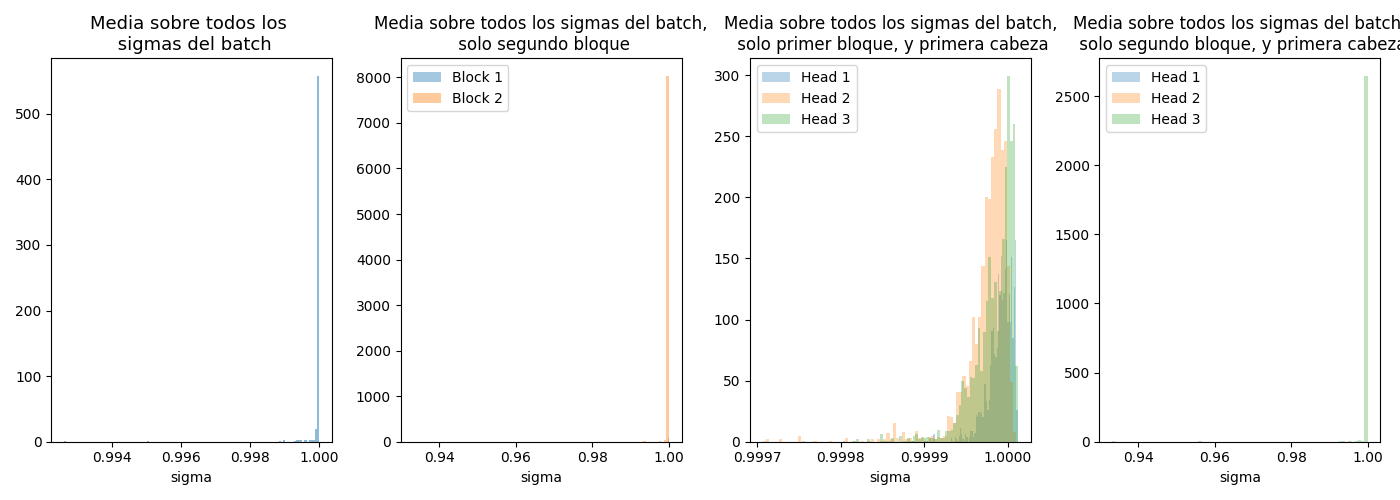 Media sobre todos los
sigmas del batch
500
400
300
200
100
0
0.994
0.996
0.998
1.000
sigma
Media sobre todos los sigmas del batch,
solo segundo bloque
Block 1
Block 2
8000
7000
6000
5000
4000
3000
2000
1000
0
0.94
0.96
0.98
1.00
sigma
Media sobre todos los sigmas del batch,
solo primer bloque, y primera cabeza
Head 1
Head 2
Head 3
300
250
200
150
100
50
0
0.9997
0.9998
0.9999
1.0000
sigma
Media sobre todos los sigmas del batch
solo segundo bloque, y primera cabeza
Head 1
Head 2
Head 3
2500
2000
1500
1000
500
0
0.94
0.96
0.98
1.00
sigma